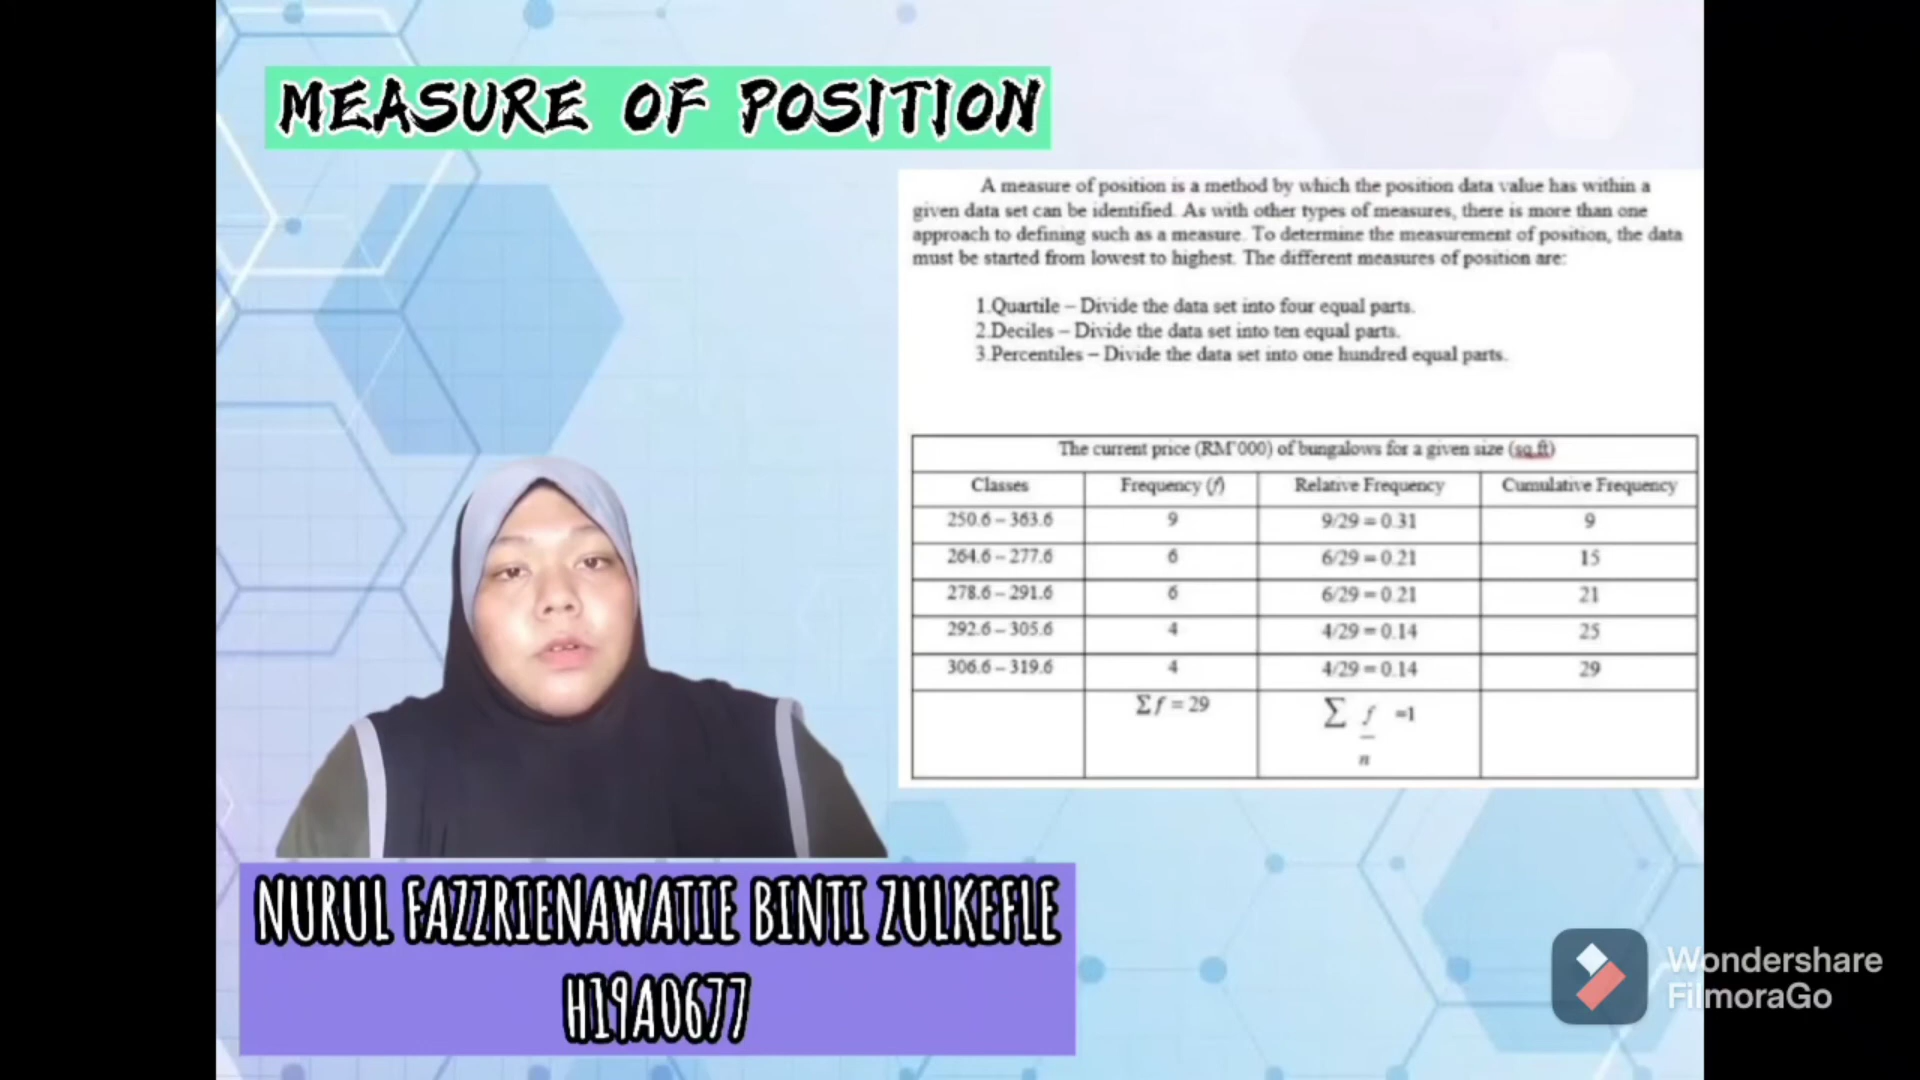 MEASURE OF POSITION
A measure of position is a method by which the position data value has within a
given data set can be identified. As with other types of measures, there is more than one
approach to defining such as a measure. To determine the measurement of position, the data
must be started from lowest to highest. The different measures of position are:
1.Quartile – Divide the data set into four equal parts.
2.Deciles – Divide the data set into ten equal parts.
3.Percentiles – Divide the data set into one hundred equal parts.
The current price (RM'000) of bungalows for a given size (sq.ft)
Classes Frequency (f) Relative Frequency Cumulative Frequency
250.6 – 363.6 9 9/29 = 0.31 9
264.6 – 277.6 6 6/29 = 0.21 15
278.6 – 291.6 6 6/29 = 0.21 21
292.6 – 305.6 4 4/29 = 0.14 25
306.6 – 319.6 4 4/29 = 0.14 29
Σf = 29 Σ f/n =1
NURUL FAZZRIENAWATIE BINTI ZULKEFLE
H19A0677
Wondershare
FilmoraGo